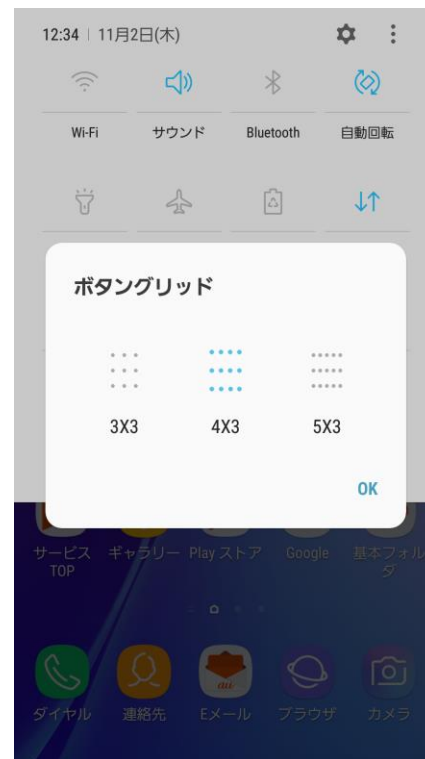 12:34 | 11月2日(木)
Wi-Fi サウンド Bluetooth 自動回転
ボタングリッド
3X3 4X3 5X3
OK
サービス TOP ギャラリー Play ストア Google 基本フォルダ
au
ダイヤル 連絡先 Eメール ブラウザ カメラ